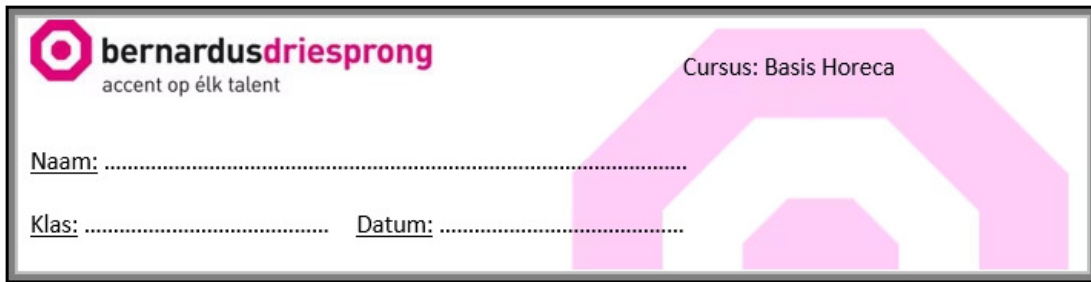 bernardusdriesprong
accent op élk talent
Cursus: Basis Horeca
Naam: ......................................................................................................
Klas: .......................................... Datum: ..........................................